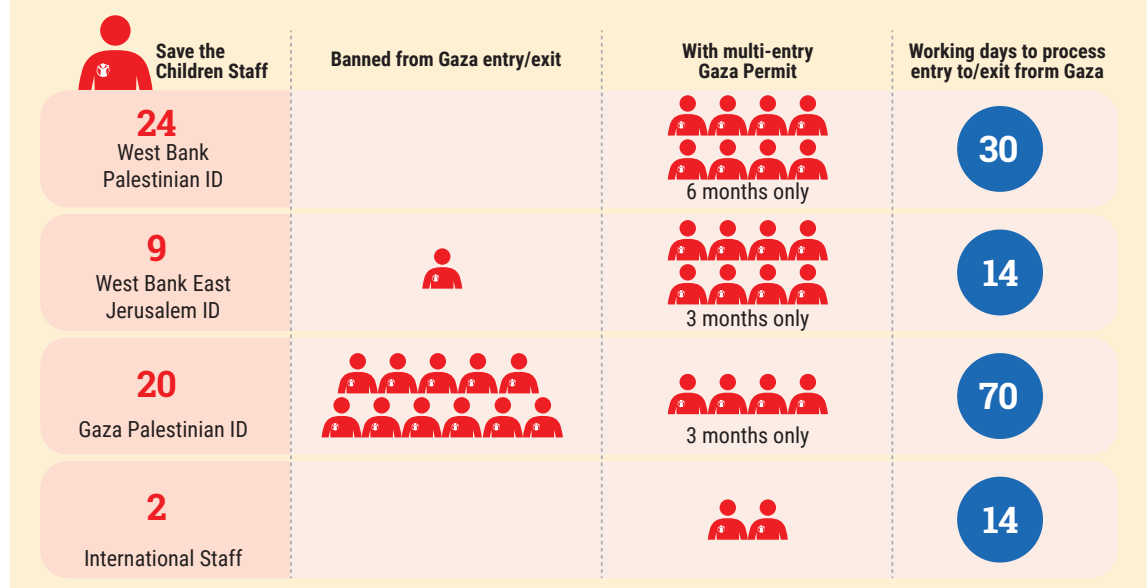 Save the
Children Staff
Banned from Gaza entry/exit
With multi-entry
Gaza Permit
Working days to process
entry to/exit frorm Gaza
24
West Bank
Palestinian ID
6 months only
30
9
West Bank East
Jerusalem ID
3 months only
14
20
Gaza Palestinian ID
3 months only
70
2
International Staff
14